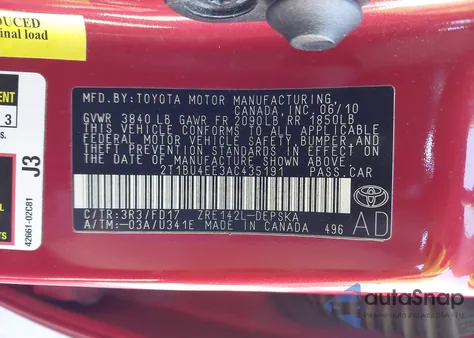 DUCED
ginal load
ENT
3
J3
42661-02C81
MFD.BY:TOYOTA MOTOR MANUFACTURING,
CANADA INC. 06/10
GVWR 3840LB GAWR FR 2090LB RR 1850LB
THIS VEHICLE CONFORMS TO ALL APPLICABLE
FEDERAL MOTOR VEHICLE SAFETY, BUMPER, AND
THEFT PREVENTION STANDARDS IN EFFECT ON
THE DATE OF MANUFACTURE SHOWN ABOVE.
2T1BU4EE3AC435191 PASS.CAR
C/TR:3R3/FD17 ZRE142L-DEPSKA
A/TM:-03A/U341E MADE IN CANADA 496
AD
autoSnap